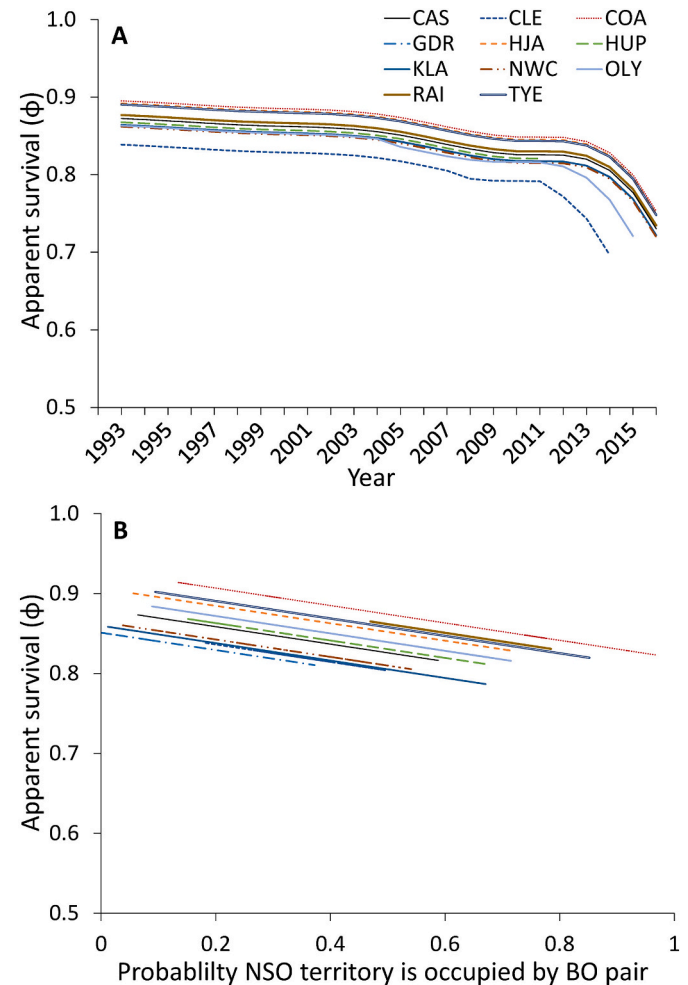 A
CAS CLE COA
GDR HJA HUP
KLA NWC OLY
RAI TYE
1.0
0.9
0.8
0.7
0.6
0.5
Apparent survival (ϕ)
1993 1995 1997 1999 2001 2003 2005 2007 2009 2011 2013 2015
Year
B
1.0
0.9
0.8
0.7
0.6
0.5
Apparent survival (ϕ)
0 0.2 0.4 0.6 0.8 1
Probablilty NSO territory is occupied by BO pair